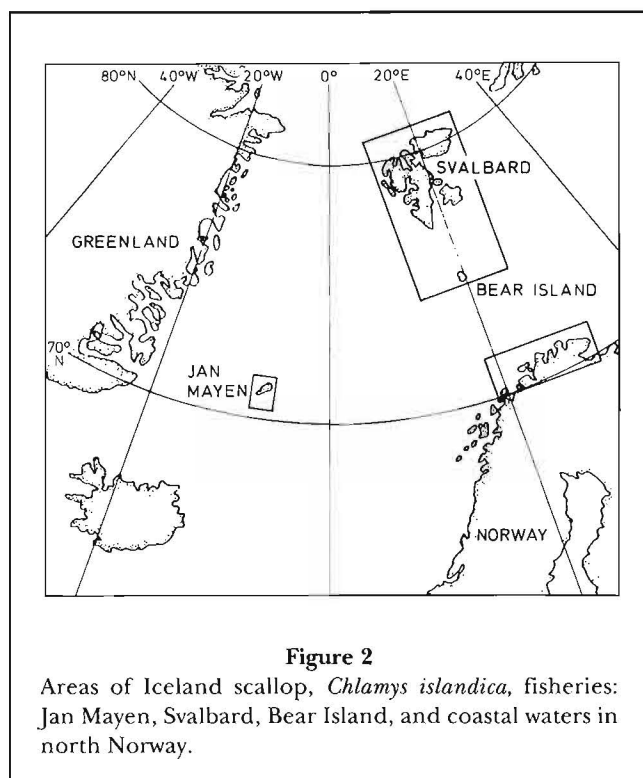 80°N 40°W 20°W 0° 20°E 40°E
SVALBARD
GREENLAND
BEAR ISLAND
70°
N
JAN
MAYEN
NORWAY
Figure 2
Areas of Iceland scallop, Chlamys islandica, fisheries:
Jan Mayen, Svalbard, Bear Island, and coastal waters in
north Norway.